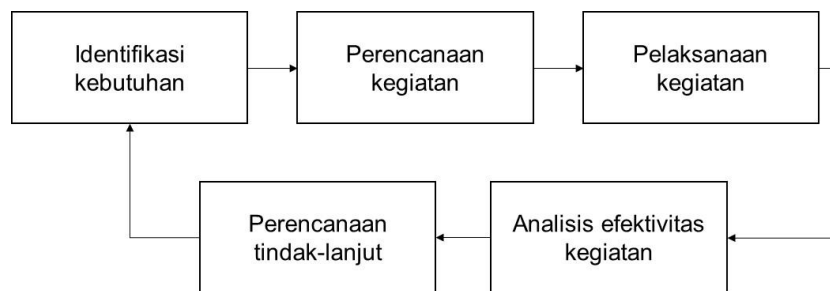 Identifikasi
kebutuhan
Perencanaan
kegiatan
Pelaksanaan
kegiatan
Analisis efektivitas
kegiatan
Perencanaan
tindak-lanjut